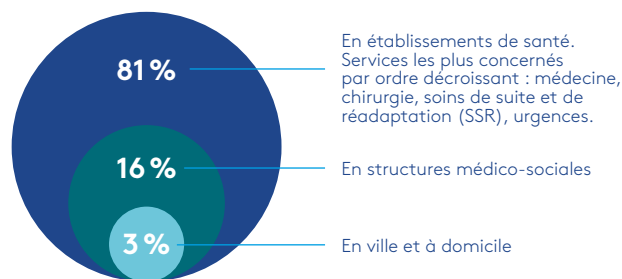 81 %
En établissements de santé.
Services les plus concernés
par ordre décroissant : médecine,
chirurgie, soins de suite et de
réadaptation (SSR), urgences.
16 %
En structures médico-sociales
3 %
En ville et à domicile